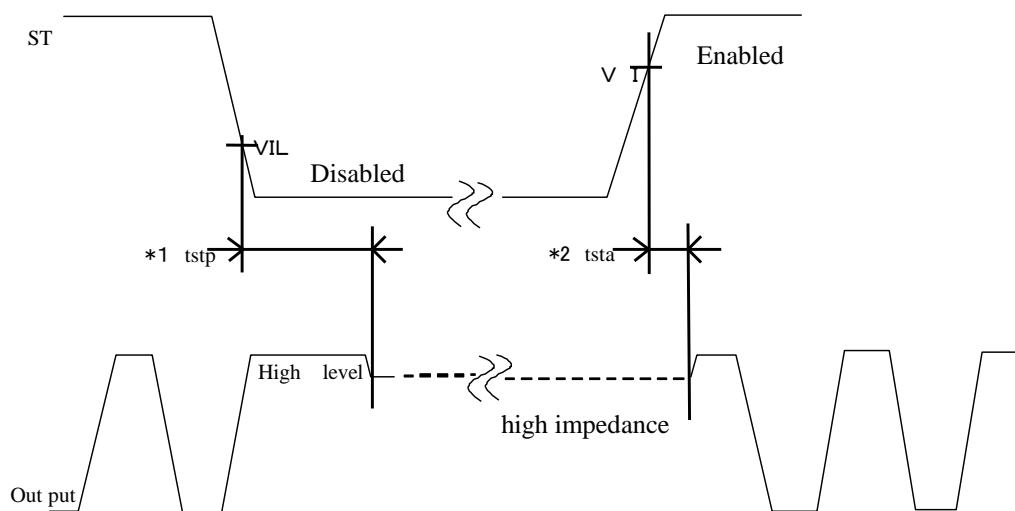 ST
Enabled
V I
VIL
Disabled
*1 tstp
*2 tsta
High level
high impedance
Out put